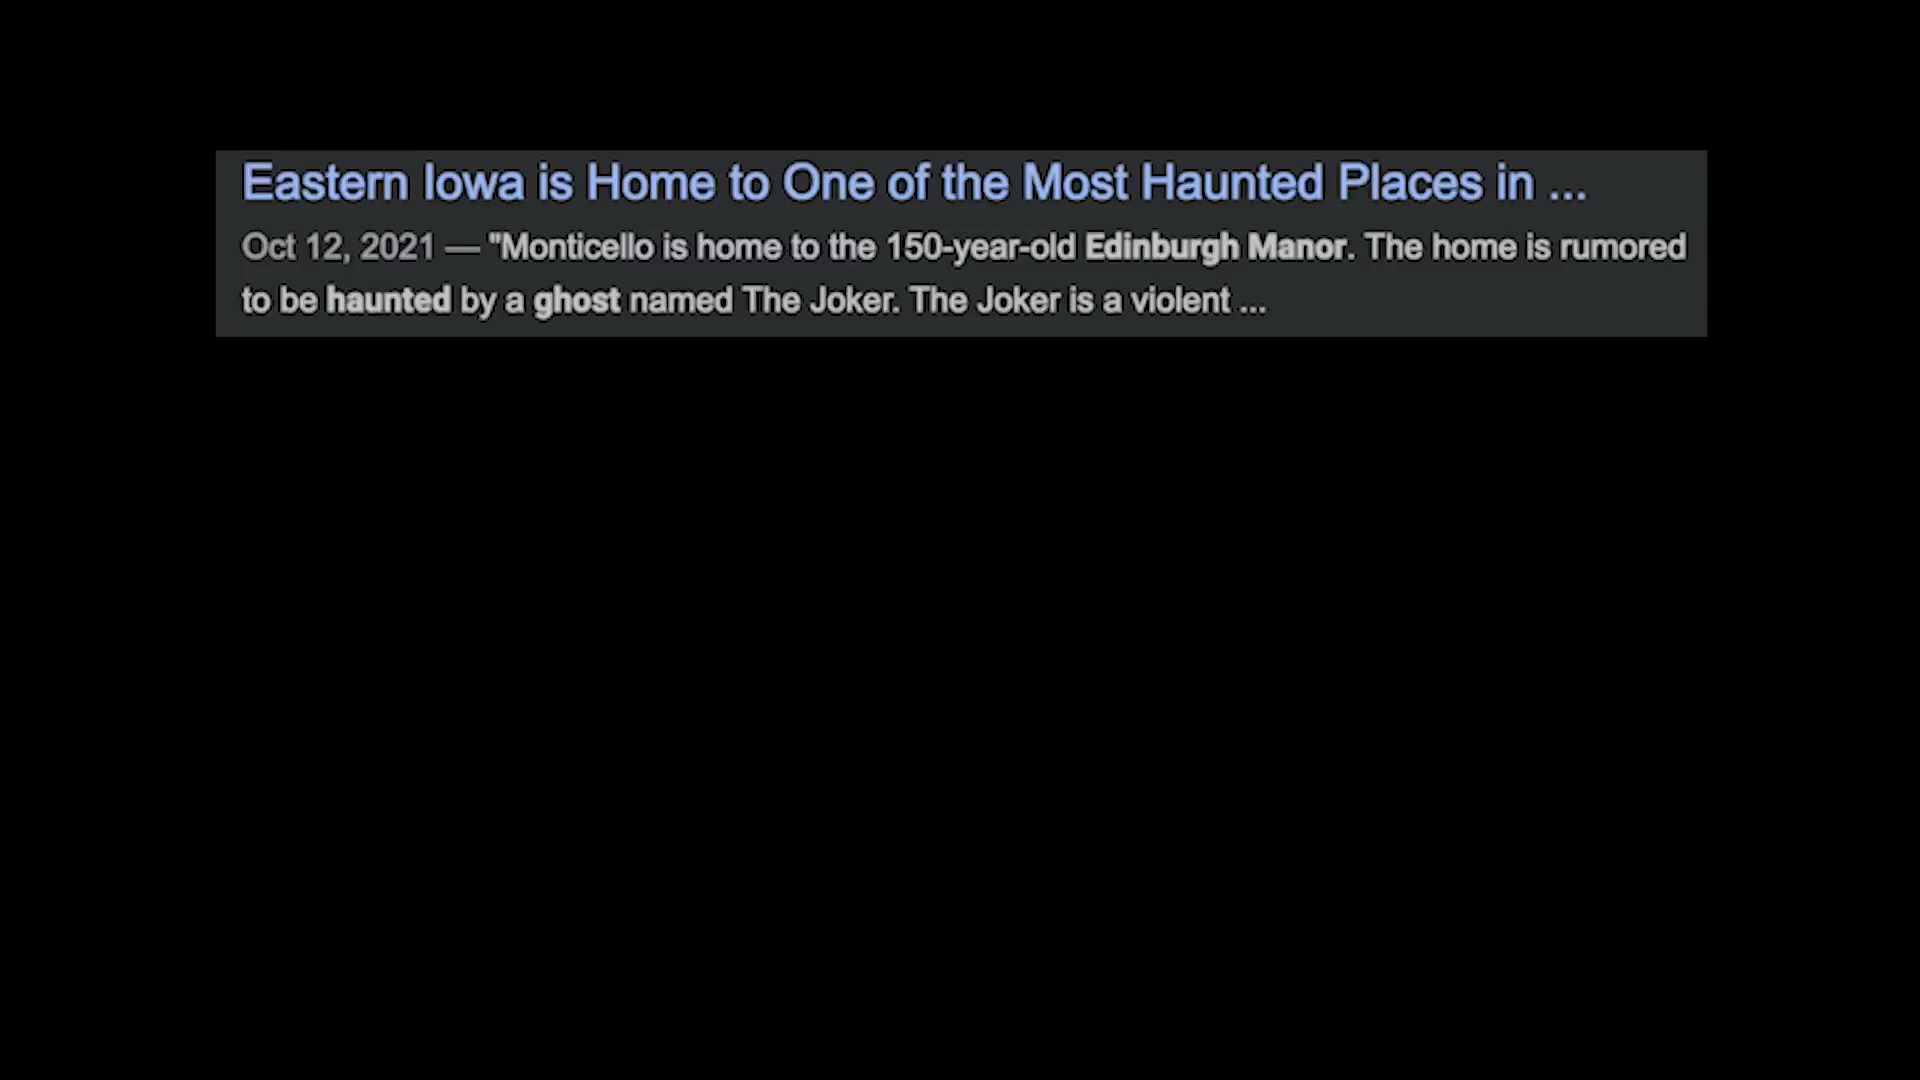 Eastern Iowa is Home to One of the Most Haunted Places in ...
Oct 12, 2021 — "Monticello is home to the 150-year-old Edinburgh Manor. The home is rumored
to be haunted by a ghost named The Joker. The Joker is a violent ...